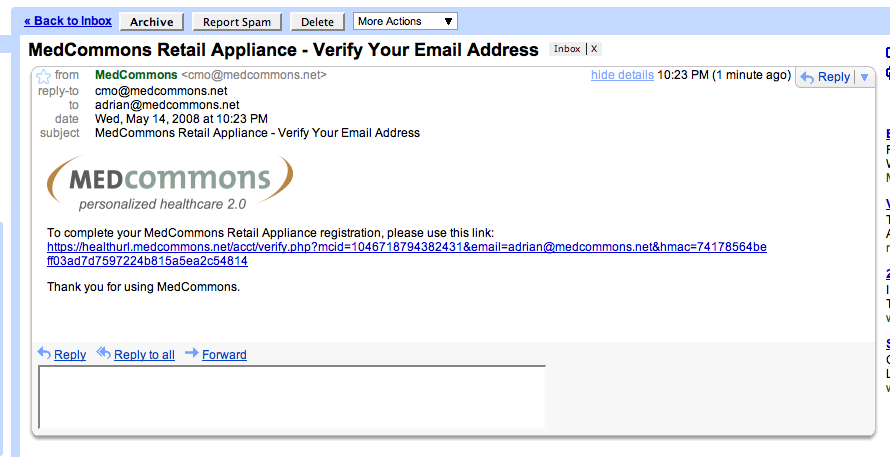 « Back to Inbox Archive Report Spam Delete More Actions
MedCommons Retail Appliance - Verify Your Email Address Inbox X
from MedCommons <cmo@medcommons.net> hide details 10:23 PM (1 minute ago) Reply
reply-to cmo@medcommons.net
to adrian@medcommons.net
date Wed, May 14, 2008 at 10:23 PM
subject MedCommons Retail Appliance - Verify Your Email Address
MEDcommons
personalized healthcare 2.0
To complete your MedCommons Retail Appliance registration, please use this link:
https://healthurl.medcommons.net/acct/verify.php?mcid=1046718794382431&email=adrian@medcommons.net&hmac=74178564be
ff03ad7d7597224b815a5ea2c54814
Thank you for using MedCommons.
Reply Reply to all Forward